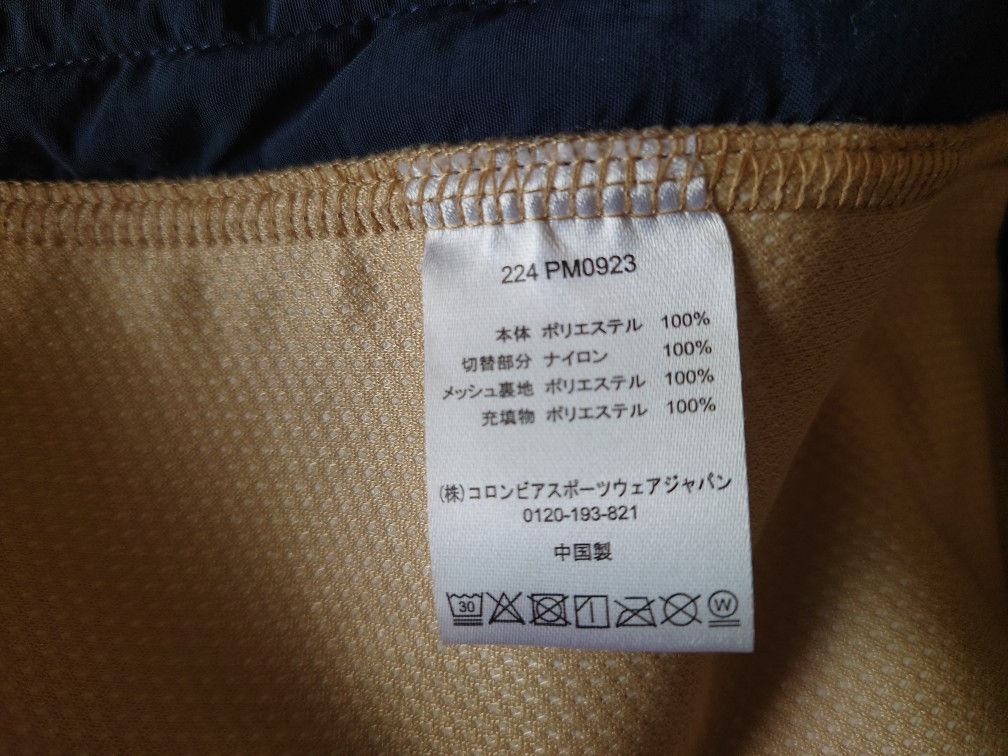 224 PM0923
本体 ポリエステル 100%
切替部分 ナイロン 100%
メッシュ裏地 ポリエステル 100%
充填物 ポリエステル 100%
(株)コロンビアスポーツウェアジャパン
0120-193-821
中国製
30 W